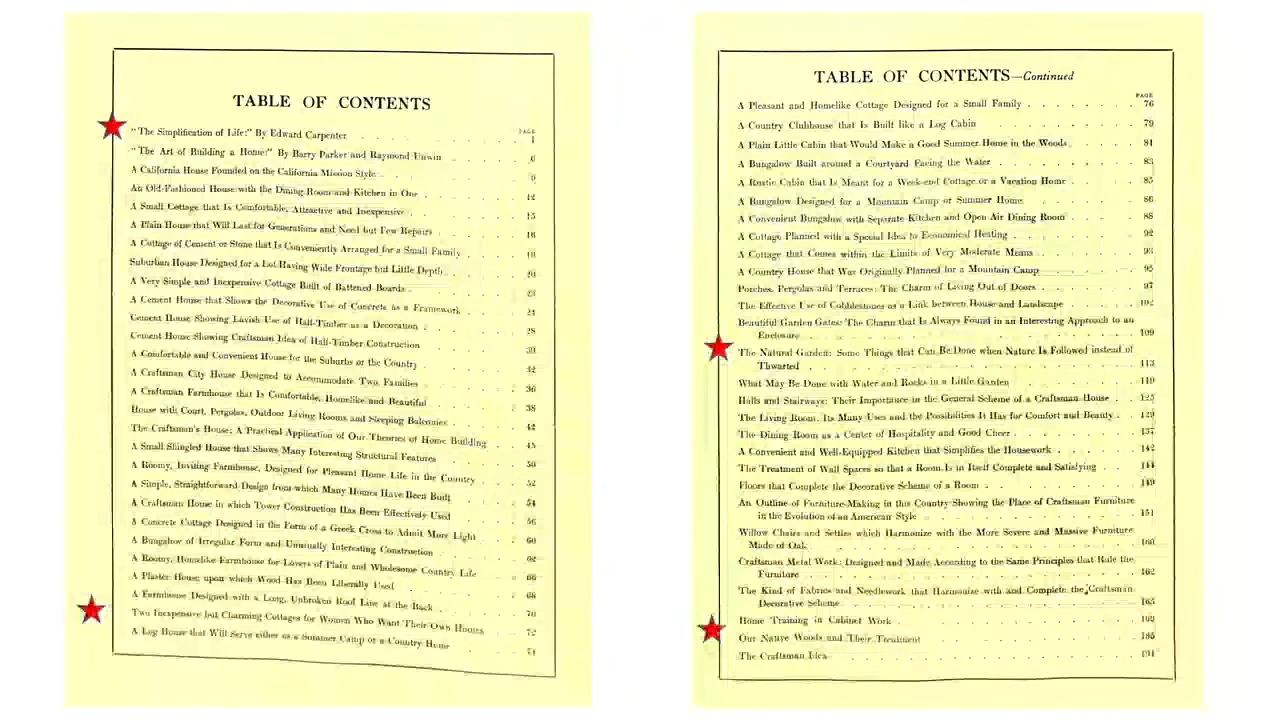 TABLE OF CONTENTS
PAGE
"The Simplification of Life:" By Edward Carpenter . . . . 1
"The Art of Building a Home:" By Barry Parker and Raymond Unwin . . . . 6
A California House Founded on the California Mission Style . . . . 9
An Old-Fashioned House with the Dining Room and Kitchen in One . . . . 12
A Small Cottage that Is Comfortable, Attractive and Inexpensive . . . . 15
A Plain House that Will Last for Generations and Need but Few Repairs . . . . 16
A Cottage of Cement or Stone that Is Conveniently Arranged for a Small Family . . . .
Suburban House Designed for a Lot Having Wide Frontage but Little Depth . . . . 20
A Very Simple and Inexpensive Cottage Built of Battened Boards . . . . 23
A Cement House that Shows the Decorative Use of Concrete as a Framework . . . . 24
Cement House Showing Lavish Use of Half-Timber as a Decoration . . . . 28
Cement House Showing Craftsman Idea of Half-Timber Construction . . . . 30
A Comfortable and Convenient House for the Suburbs or the Country . . . . 32
A Craftsman City House Designed to Accommodate Two Families . . . . 36
A Craftsman Farmhouse that Is Comfortable, Homelike and Beautiful . . . . 38
House with Court, Pergolas, Outdoor Living Rooms and Sleeping Balconies . . . . 42
The Craftsman's House: A Practical Application of Our Theories of Home Building . . . . 45
A Small Shingled House that Shows Many Interesting Structural Features . . . . 50
A Roomy, Inviting Farmhouse, Designed for Pleasant Home Life in the Country . . . . 52
A Simple, Straightforward Design from which Many Homes Have Been Built . . . . 54
A Craftsman House in which Tower Construction Has Been Effectively Used . . . . 56
A Concrete Cottage Designed in the Form of a Greek Cross to Admit More Light . . . . 60
A Bungalow of Irregular Form and Unusually Interesting Construction . . . . 62
A Roomy, Homelike Farmhouse for Lovers of Plain and Wholesome Country Life . . . . 66
A Plaster House upon which Wood Has Been Liberally Used . . . . 68
A Farmhouse Designed with a Long, Unbroken Roof Line at the Back . . . . 70
Two Inexpensive but Charming Cottages for Women Who Want Their Own Homes . . . . 72
A Log House that Will Serve either as a Summer Camp or a Country Home . . . . 74
TABLE OF CONTENTS—Continued
PAGE
A Pleasant and Homelike Cottage Designed for a Small Family . . . . 76
A Country Clubhouse that Is Built like a Log Cabin . . . . 79
A Plain Little Cabin that Would Make a Good Summer Home in the Woods . . . . 81
A Bungalow Built around a Courtyard Facing the Water . . . . 83
A Rustic Cabin that Is Meant for a Week-end Cottage or a Vacation Home . . . . 85
A Bungalow Designed for a Mountain Camp or Summer Home . . . . 86
A Convenient Bungalow with Separate Kitchen and Open Air Dining Room . . . . 88
A Cottage Planned with a Special Idea to Economical Heating . . . . 92
A Cottage that Comes within the Limits of Very Moderate Means . . . . 93
A Country House that Was Originally Planned for a Mountain Camp . . . . 95
Porches, Pergolas and Terraces: The Charm of Living Out of Doors . . . . 97
The Effective Use of Cobblestones as a Link between House and Landscape . . . . 102
Beautiful Garden Gates: The Charm that Is Always Found in an Interesting Approach to an
Enclosure . . . . 109
The Natural Garden: Some Things that Can Be Done when Nature Is Followed instead of
Thwarted . . . . 113
What May Be Done with Water and Rocks in a Little Garden . . . . 119
Halls and Stairways: Their Importance in the General Scheme of a Craftsman House . . . . 125
The Living Room, Its Many Uses and the Possibilities It Has for Comfort and Beauty . . . . 129
The Dining Room as a Center of Hospitality and Good Cheer . . . . 137
A Convenient and Well-Equipped Kitchen that Simplifies the Housework . . . . 142
The Treatment of Wall Spaces so that a Room Is in Itself Complete and Satisfying . . . . 144
Floors that Complete the Decorative Scheme of a Room . . . . 149
An Outline of Furniture-Making in this Country Showing the Place of Craftsman Furniture
in the Evolution of an American Style . . . . 151
Willow Chairs and Settles which Harmonize with the More Severe and Massive Furniture
Made of Oak . . . . 160
Craftsman Metal Work: Designed and Made According to the Same Principles that Rule the
Furniture . . . . 162
The Kind of Fabrics and Needlework that Harmonize with and Complete the Craftsman
Decorative Scheme . . . . 165
Home Training in Cabinet Work . . . . 169
Our Native Woods and Their Treatment . . . . 185
The Craftsman Idea . . . . 194